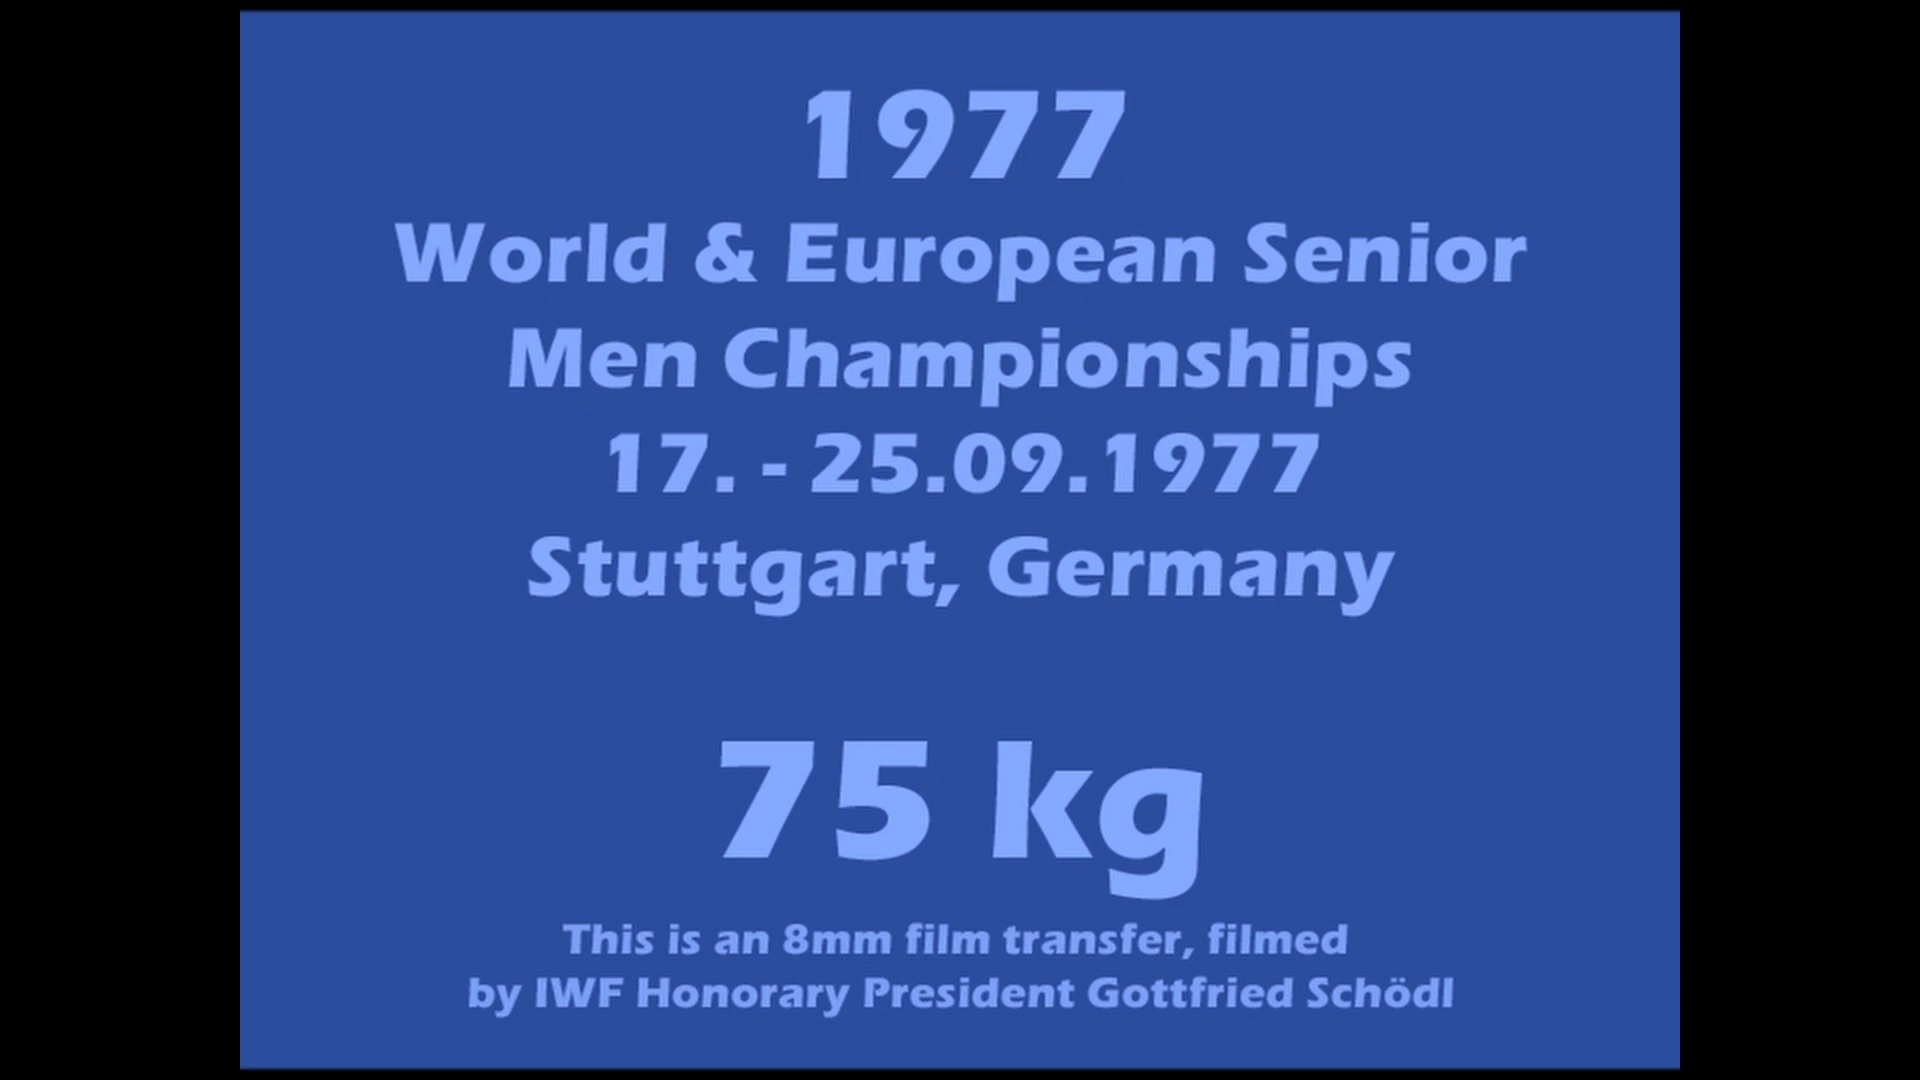 1977
World & European Senior
Men Championships
17. - 25.09.1977
Stuttgart, Germany
75 kg
This is an 8mm film transfer, filmed
by IWF Honorary President Gottfried Schödl